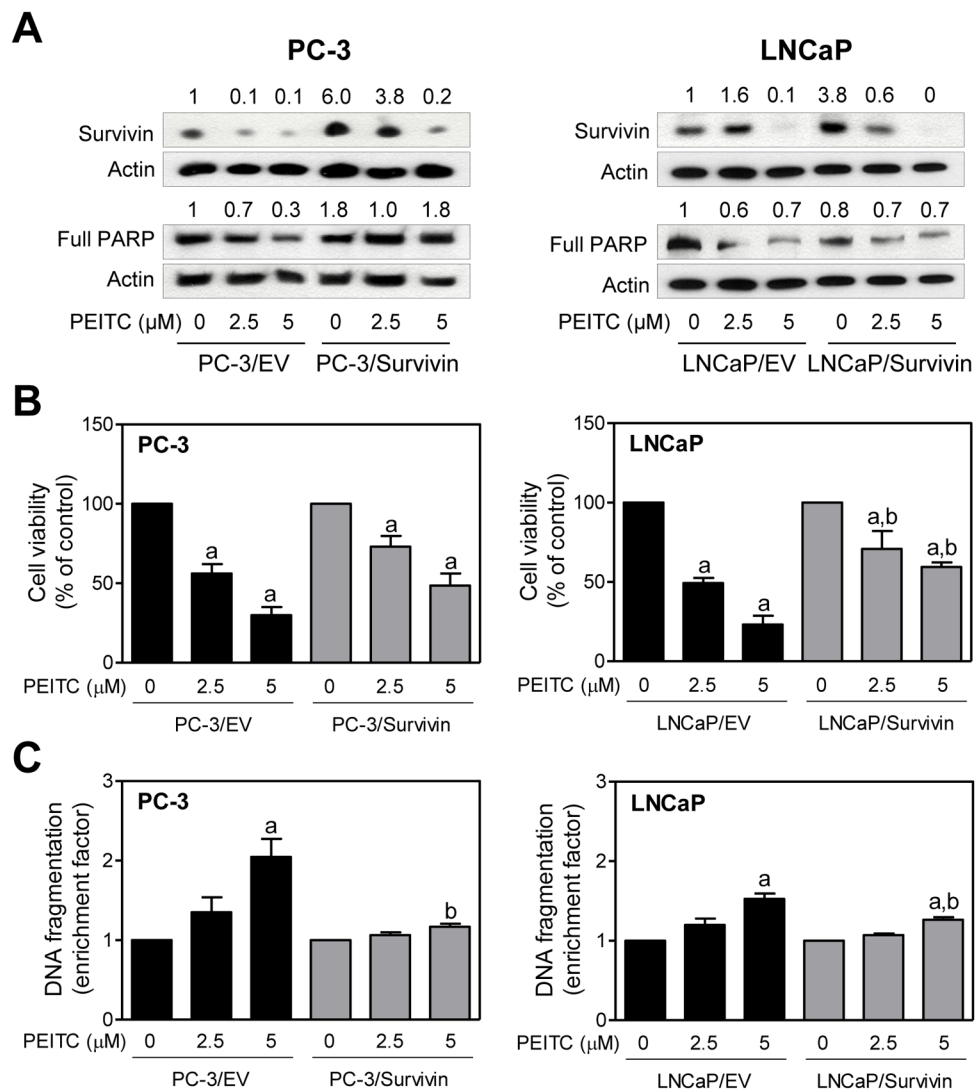 A
PC-3
LNCaP
1 0.1 0.1 6.0 3.8 0.2
Survivin
Actin
1 0.7 0.3 1.8 1.0 1.8
Full PARP
Actin
PEITC (µM) 0 2.5 5 0 2.5 5
PC-3/EV PC-3/Survivin
1 1.6 0.1 3.8 0.6 0
Survivin
Actin
1 0.6 0.7 0.8 0.7 0.7
Full PARP
Actin
PEITC (µM) 0 2.5 5 0 2.5 5
LNCaP/EV LNCaP/Survivin
B
Cell viability
(% of control)
150
100
50
0
PC-3
a
a
a
a
PEITC (µM) 0 2.5 5 0 2.5 5
PC-3/EV PC-3/Survivin
Cell viability
(% of control)
150
100
50
0
LNCaP
a
a
a,b
a,b
PEITC (µM) 0 2.5 5 0 2.5 5
LNCaP/EV LNCaP/Survivin
C
DNA fragmentation
(enrichment factor)
3
2
1
0
PC-3
a
b
PEITC (µM) 0 2.5 5 0 2.5 5
PC-3/EV PC-3/Survivin
DNA fragmentation
(enrichment factor)
3
2
1
0
LNCaP
a
a,b
PEITC (µM) 0 2.5 5 0 2.5 5
LNCaP/EV LNCaP/Survivin